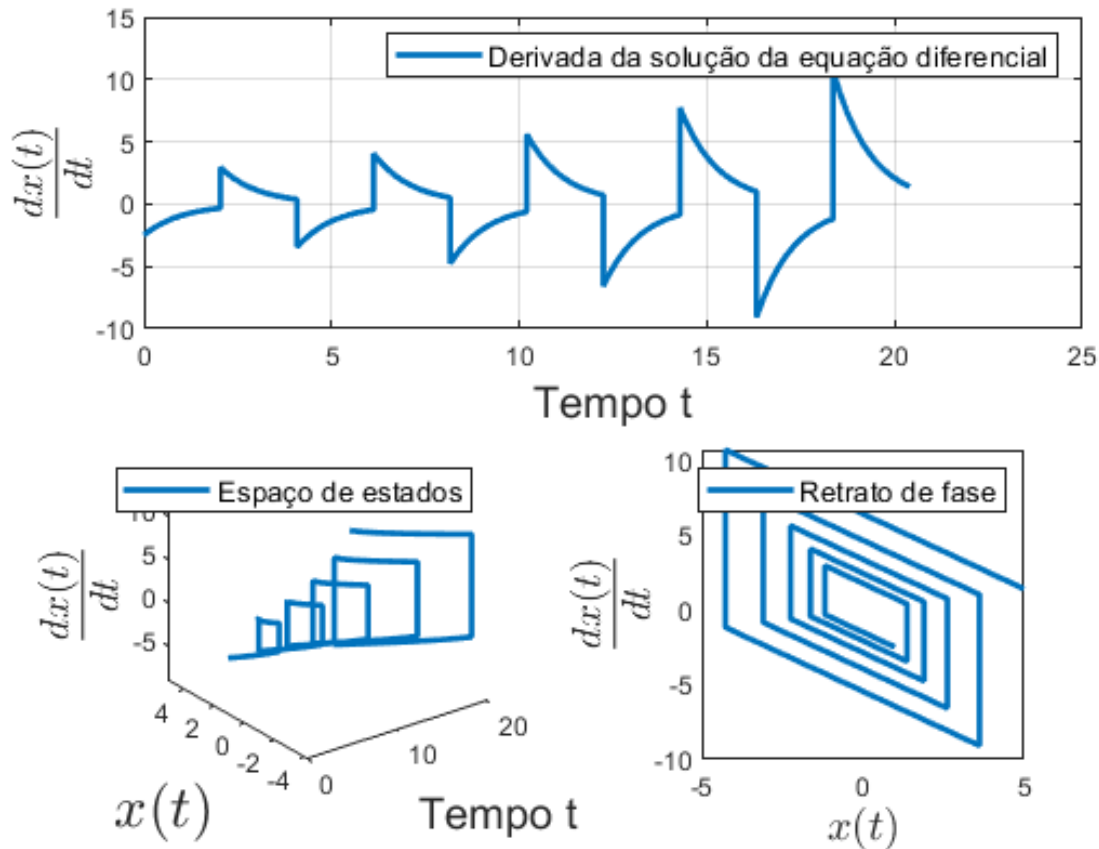 15
Derivada da solução da equação diferencial
10
5
0
-5
-10
dx(t)
dt
0 5 10 15 20 25
Tempo t
Espaço de estados
10
5
0
-5
dx(t)
dt
4 2 0 -2 -4
0 10 20
x(t)
Tempo t
Retrato de fase
10
5
0
-5
-10
dx(t)
dt
-5 0 5
x(t)